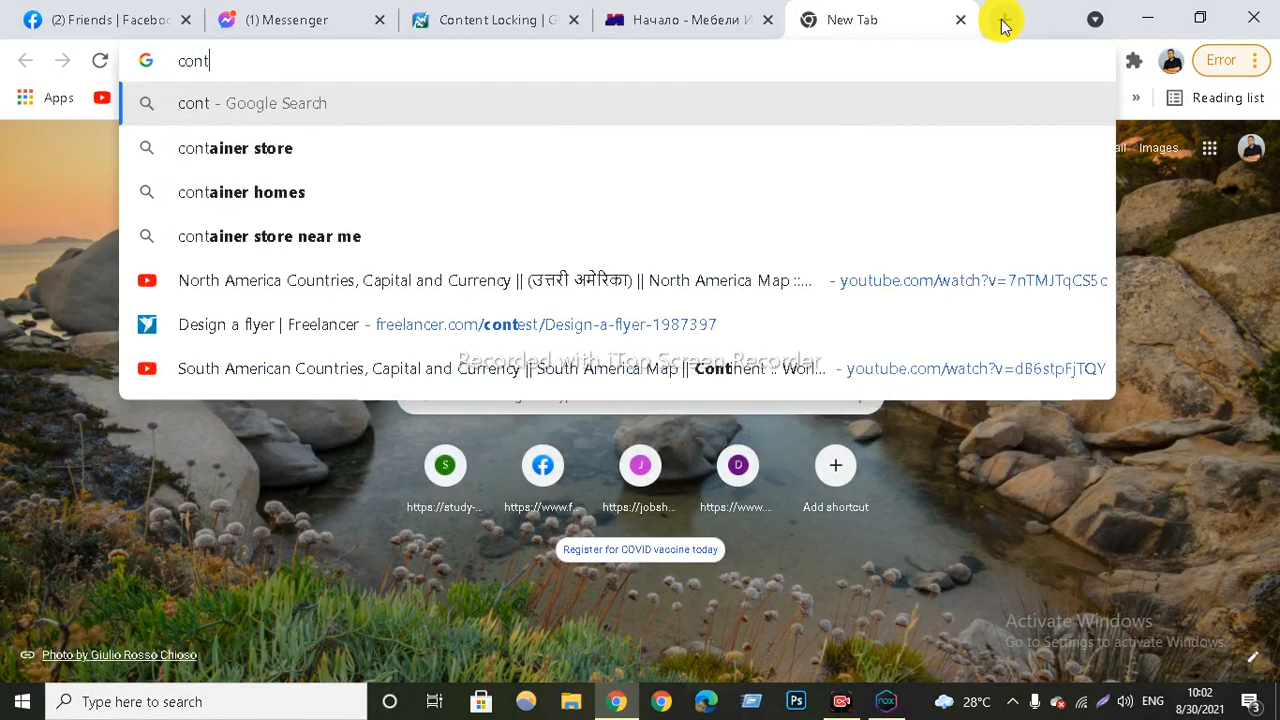 (2) Friends | Faceboo
(1) Messenger
Content Locking | G
Начало - Мебели И
New Tab
cont
Error
Apps
»
Reading list
cont - Google Search
container store
Images
container homes
container store near me
North America Countries, Capital and Currency || (उत्तरी अमेरिका) || North America Map ::... - youtube.com/watch?v=7nTMJTqCS5c
Design a flyer | Freelancer - freelancer.com/contest/Design-a-flyer-1987397
Recorded with iTop Screen Recorder
South American Countries, Capital and Currency || South America Map || Continent :: Worl... - youtube.com/watch?v=dB6stpFjTQY
S
J
D
https://study-...
https://www.f...
https://jobsh...
https://www....
Add shortcut
Register for COVID vaccine today
Activate Windows
Go to Settings to activate Windows.
Photo by Giulio Rosso Chioso
Type here to search
Ps
nox
28°C
ENG
10:02
8/30/2021
3